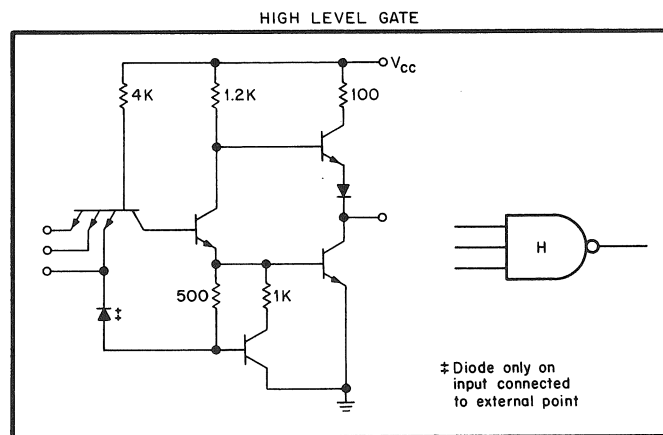 HIGH LEVEL GATE
VCC
4K
1.2K
100
H
500
1K
‡
‡ Diode only on
input connected
to external point